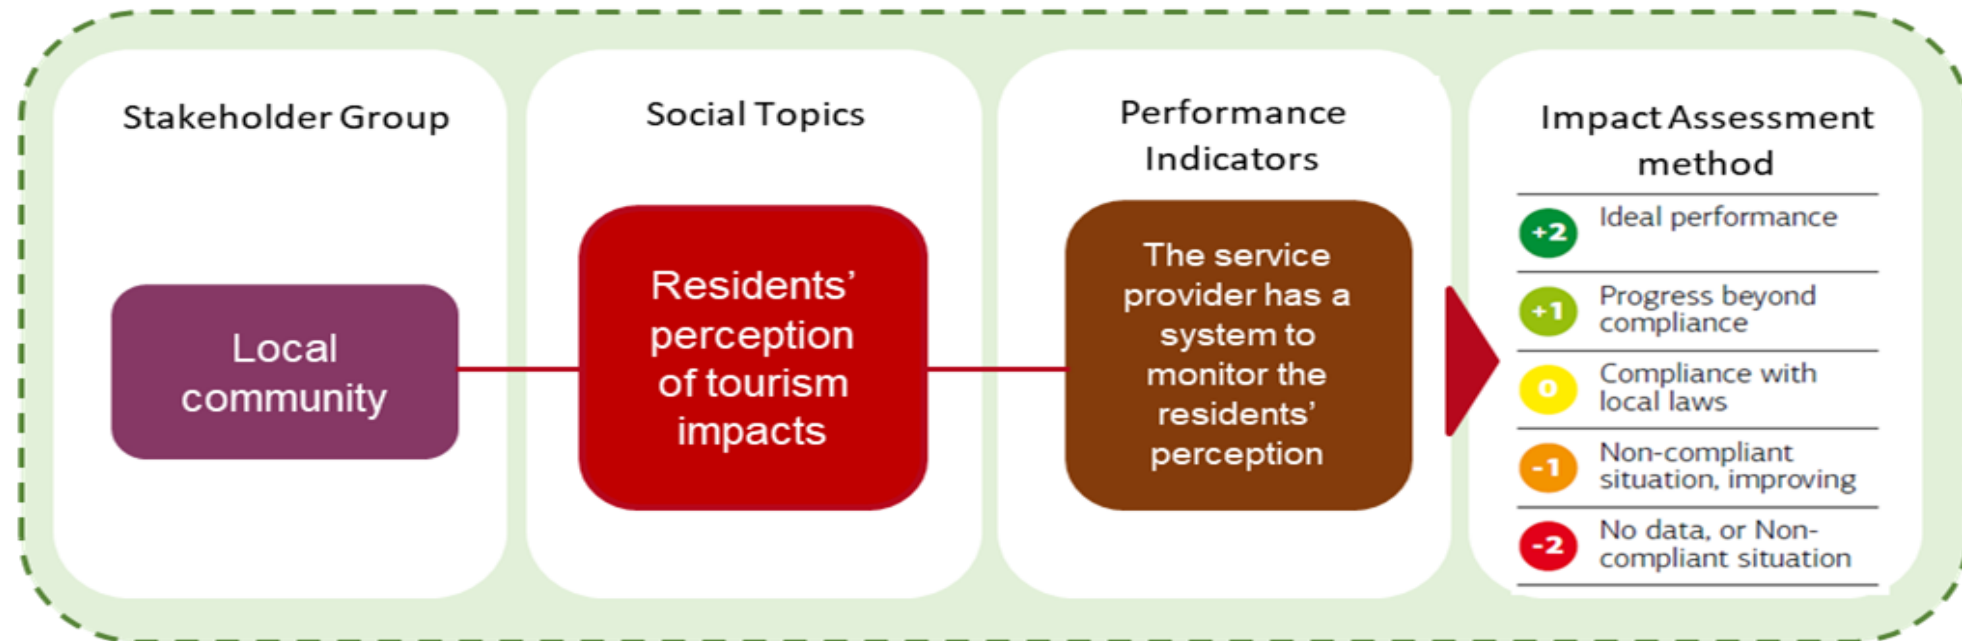 Stakeholder Group
Local
community
Social Topics
Residents’
perception
of tourism
impacts
Performance
Indicators
The service
provider has a
system to
monitor the
residents’
perception
Impact Assessment
method
+2
Ideal performance
+1
Progress beyond
compliance
0
Compliance with
local laws
-1
Non-compliant
situation, improving
-2
No data, or Non-
compliant situation